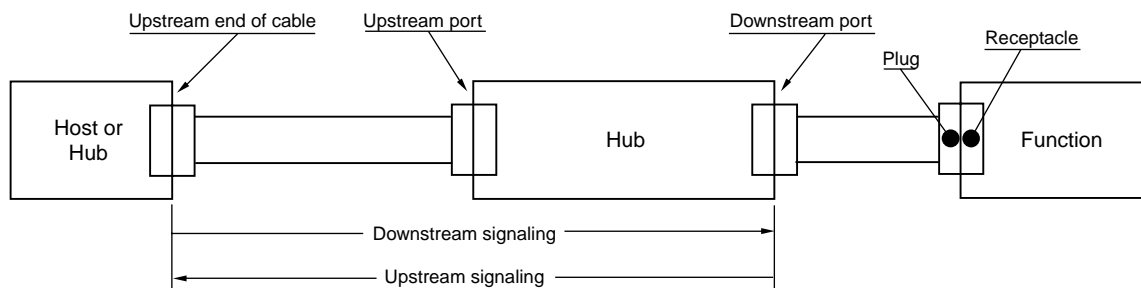 Upstream end of cable
Upstream port
Downstream port
Receptacle
Plug
Host or
Hub
Hub
Function
Downstream signaling
Upstream signaling